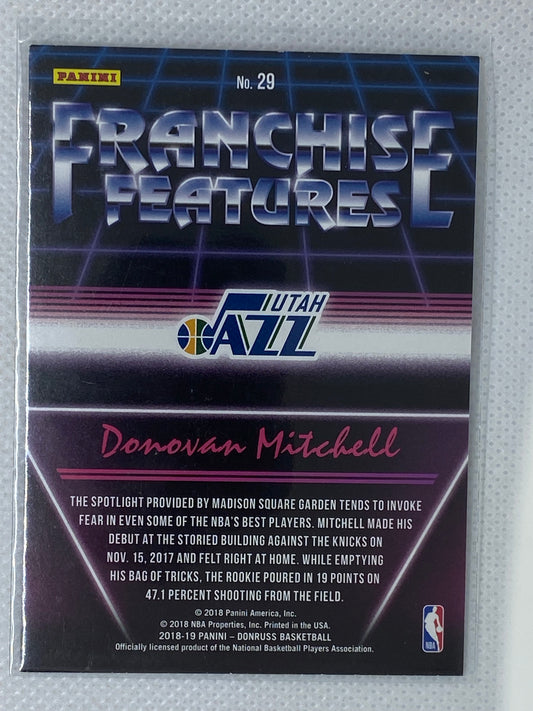 PANINI
No. 29
FRANCHISE
FEATURES
UTAH
JAZZ
Donovan Mitchell
THE SPOTLIGHT PROVIDED BY MADISON SQUARE GARDEN TENDS TO INVOKE
FEAR IN EVEN SOME OF THE NBA'S BEST PLAYERS. MITCHELL MADE HIS
DEBUT AT THE STORIED BUILDING AGAINST THE KNICKS ON
NOV. 15, 2017 AND FELT RIGHT AT HOME. WHILE EMPTYING
HIS BAG OF TRICKS, THE ROOKIE POURED IN 19 POINTS ON
47.1 PERCENT SHOOTING FROM THE FIELD.
© 2018 Panini America, Inc.
© 2018 NBA Properties, Inc. Printed in the USA.
2018-19 PANINI – DONRUSS BASKETBALL
Officially licensed product of the National Basketball Players Association.
NBA